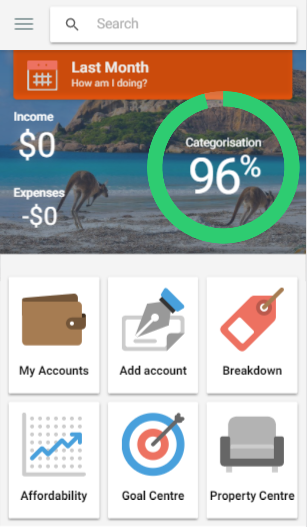 Search
Last Month
How am I doing?
Income
$0
Categorisation
96%
Expenses
-$0
My Accounts
Add account
Breakdown
Affordability
Goal Centre
Property Centre